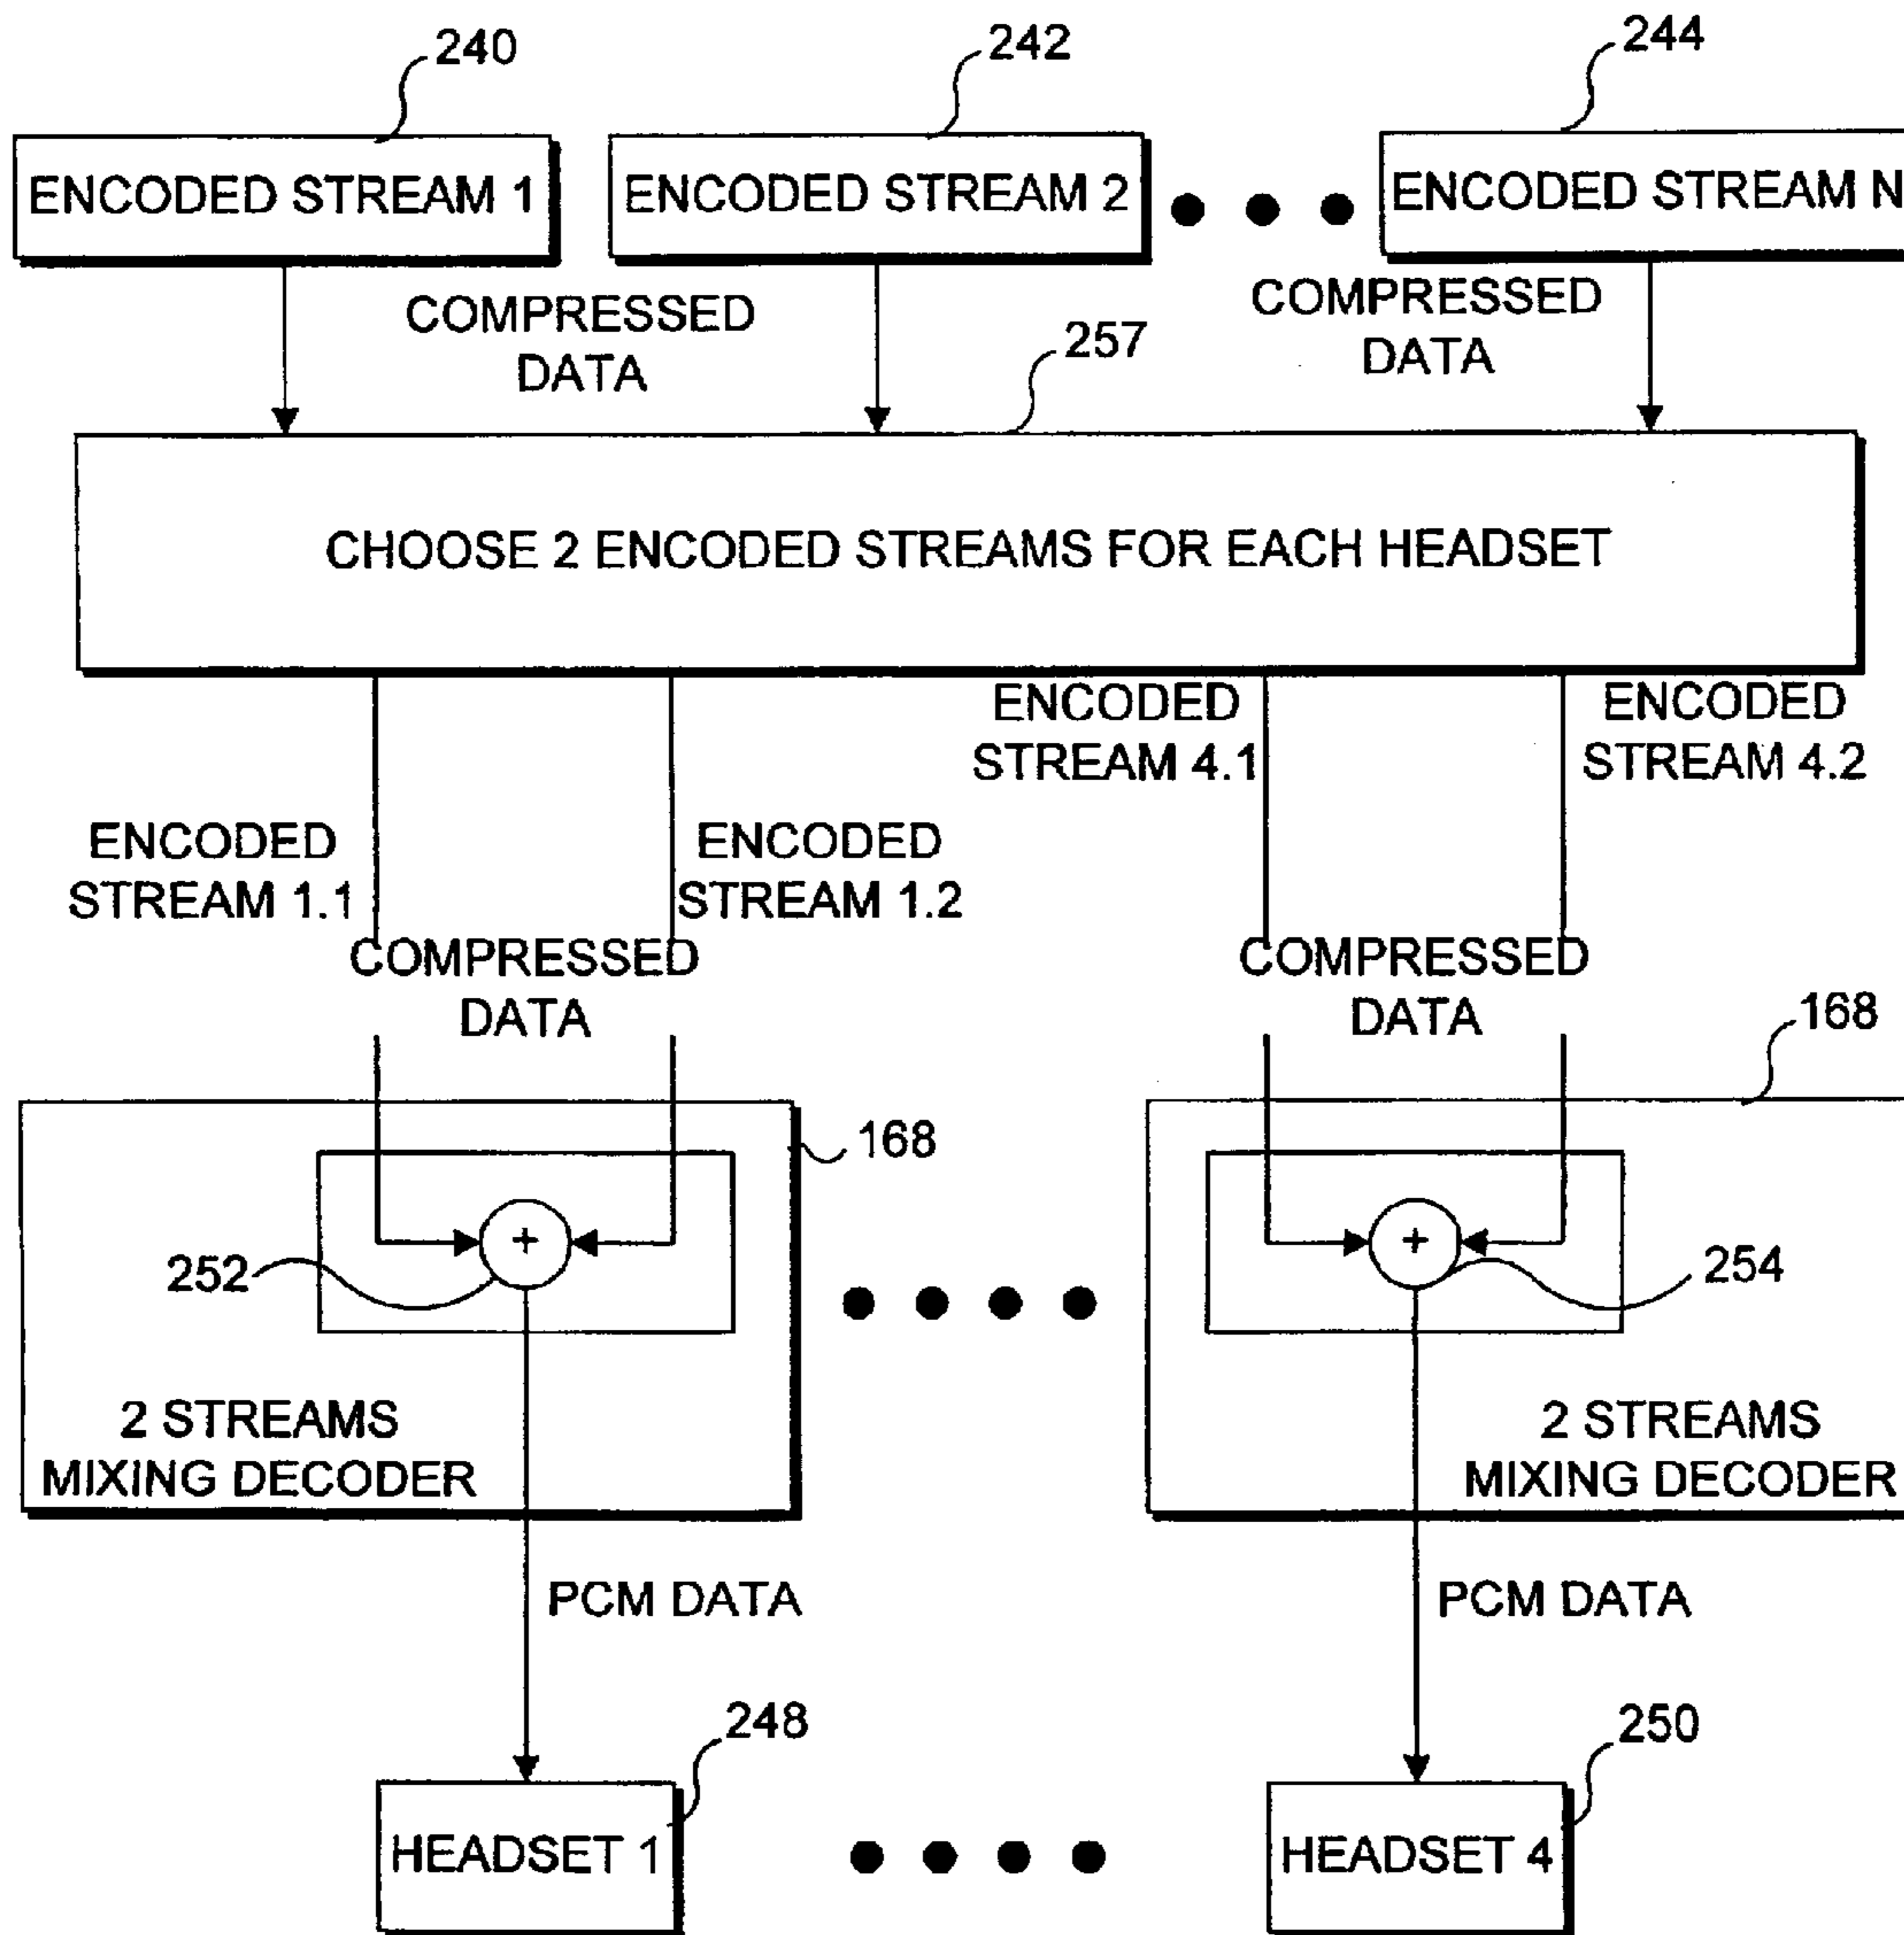 240
242
244
ENCODED STREAM 1
ENCODED STREAM 2
ENCODED STREAM N
COMPRESSED
DATA
COMPRESSED
DATA
257
CHOOSE 2 ENCODED STREAMS FOR EACH HEADSET
ENCODED
STREAM 4.1
ENCODED
STREAM 4.2
ENCODED
STREAM 1.1
ENCODED
STREAM 1.2
COMPRESSED
DATA
COMPRESSED
DATA
168
168
+
+
252
254
2 STREAMS
MIXING DECODER
2 STREAMS
MIXING DECODER
PCM DATA
PCM DATA
248
250
HEADSET 1
HEADSET 4